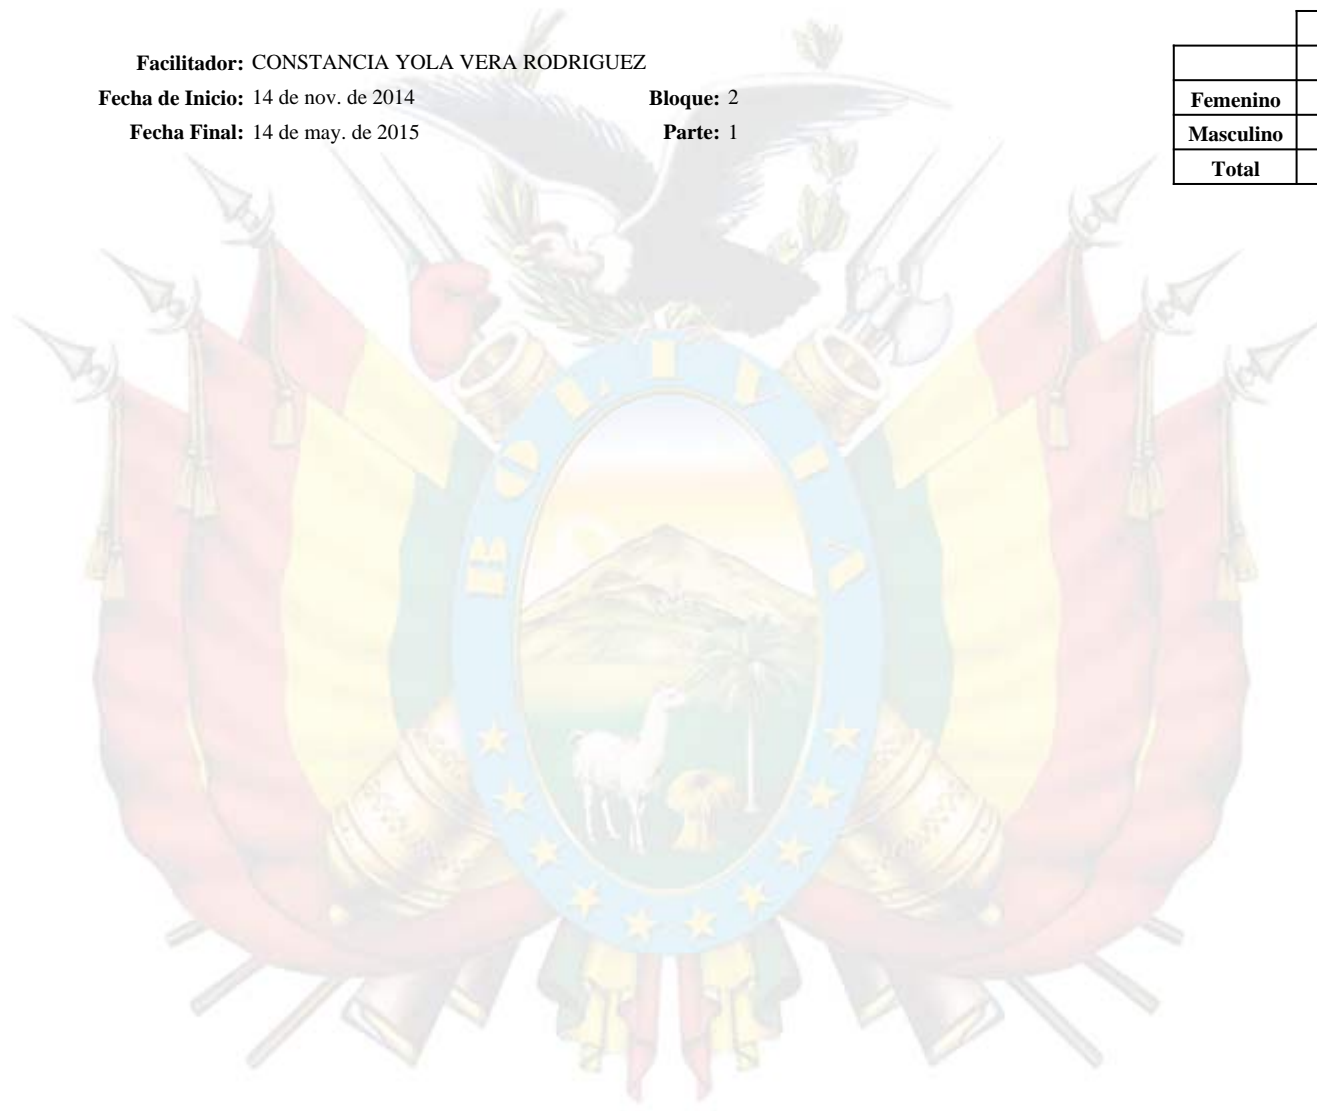 Facilitador: CONSTANCIA YOLA VERA RODRIGUEZ
Fecha de Inicio: 14 de nov. de 2014 Bloque: 2
Fecha Final: 14 de may. de 2015 Parte: 1
Femenino
Masculino
Total
BOLIVIA